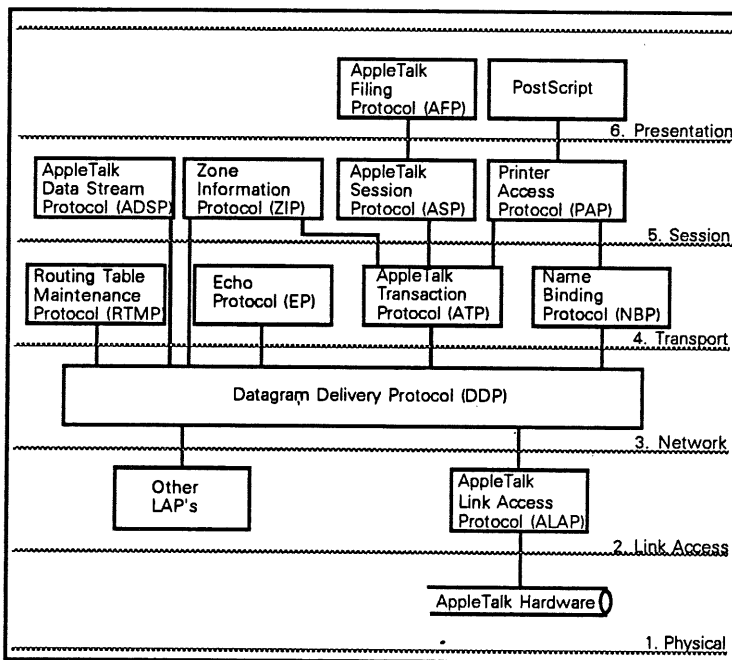 AppleTalk
Filing
Protocol (AFP)
PostScript
6. Presentation
AppleTalk
Data Stream
Protocol (ADSP)
Zone
Information
Protocol (ZIP)
AppleTalk
Session
Protocol (ASP)
Printer
Access
Protocol (PAP)
5. Session
Routing Table
Maintenance
Protocol (RTMP)
Echo
Protocol (EP)
AppleTalk
Transaction
Protocol (ATP)
Name
Binding
Protocol (NBP)
4. Transport
Datagram Delivery Protocol (DDP)
3. Network
Other
LAP's
AppleTalk
Link Access
Protocol (ALAP)
2. Link Access
AppleTalk Hardware
1. Physical